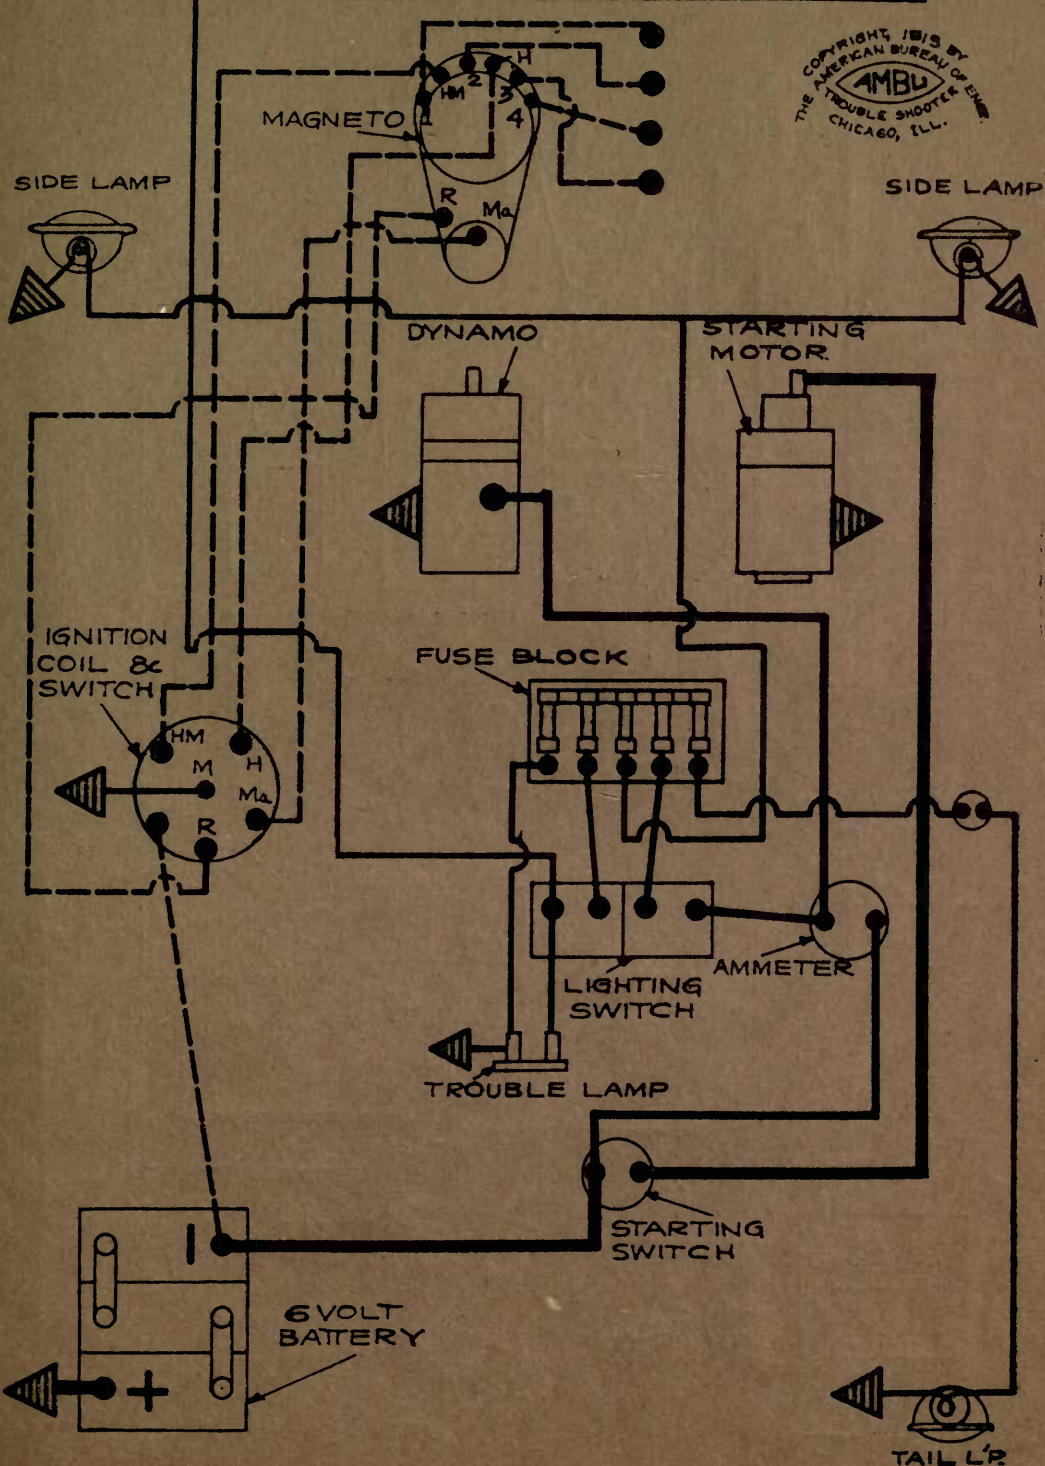 COPYRIGHT, 1915 BY
THE AMERICAN BUREAU OF ENG.
AMBU
TROUBLE SHOOTER
CHICAGO, ILL.
H
2
HM
3
1
4
MAGNETO
SIDE LAMP
SIDE LAMP
R
Ma
DYNAMO
STARTING
MOTOR
IGNITION
COIL &
SWITCH
FUSE BLOCK
HM
H
M
Ma
R
AMMETER
LIGHTING
SWITCH
TROUBLE LAMP
STARTING
SWITCH
6 VOLT
BATTERY
+
TAIL L'P.